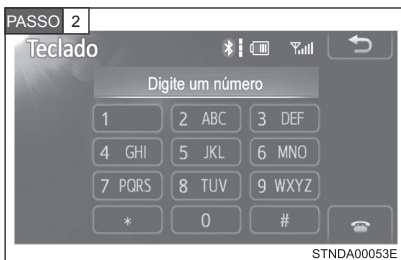 PASSO 2
Teclado
Digite um número
1 2 ABC 3 DEF
4 GHI 5 JKL 6 MNO
7 PQRS 8 TUV 9 WXYZ
* 0 #
STNDA00053E